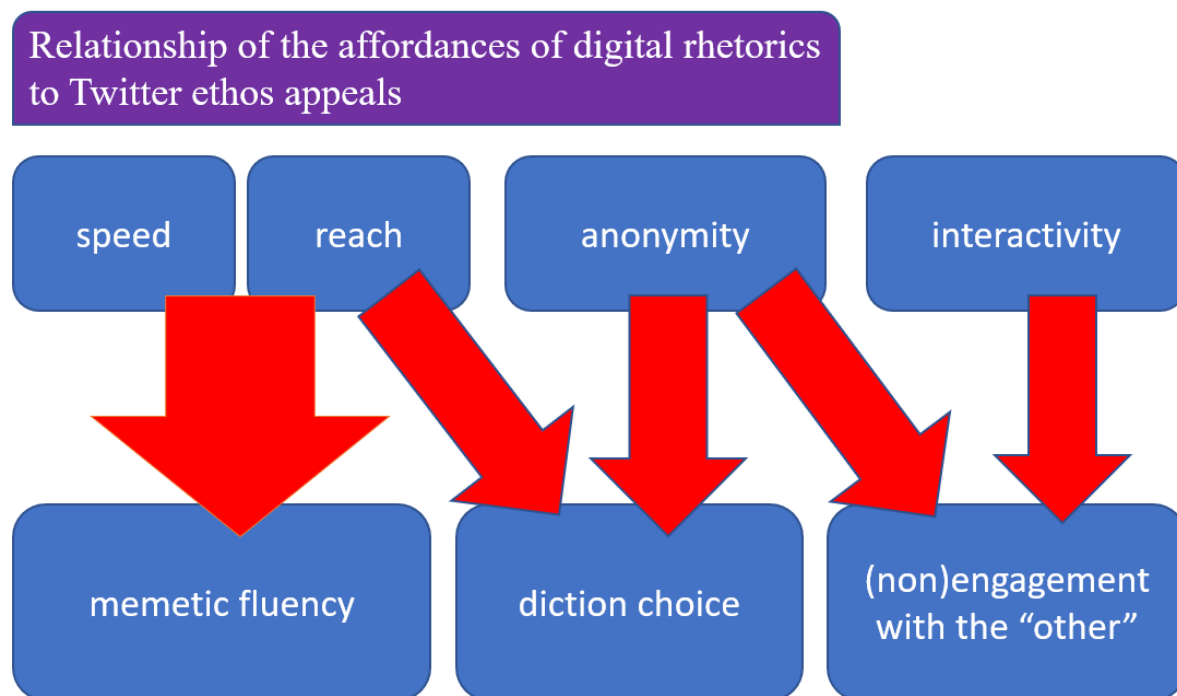 Relationship of the affordances of digital rhetorics
to Twitter ethos appeals
speed
reach
anonymity
interactivity
memetic fluency
diction choice
(non)engagement
with the “other”